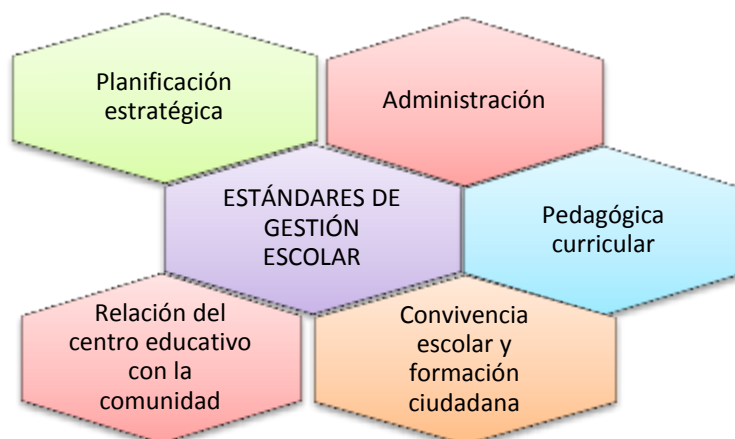 Planificación
estratégica
Administración
ESTÁNDARES DE
GESTIÓN
ESCOLAR
Pedagógica
curricular
Relación del
centro educativo
con la
comunidad
Convivencia
escolar y
formación
ciudadana